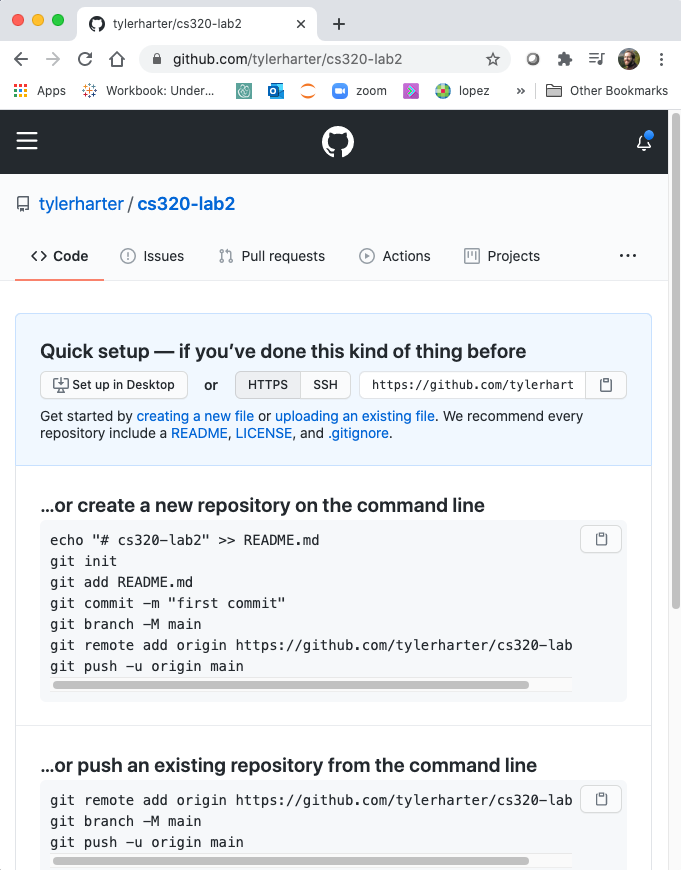 tylerharter/cs320-lab2
github.com/tylerharter/cs320-lab2
Apps Workbook: Under... zoom lopez » Other Bookmarks
tylerharter / cs320-lab2
Code Issues Pull requests Actions Projects ...
Quick setup — if you’ve done this kind of thing before
Set up in Desktop or HTTPS SSH https://github.com/tylerhart
Get started by creating a new file or uploading an existing file. We recommend every
repository include a README, LICENSE, and .gitignore.
…or create a new repository on the command line
echo "# cs320-lab2" >> README.md
git init
git add README.md
git commit -m "first commit"
git branch -M main
git remote add origin https://github.com/tylerharter/cs320-lab
git push -u origin main
…or push an existing repository from the command line
git remote add origin https://github.com/tylerharter/cs320-lab
git branch -M main
git push -u origin main